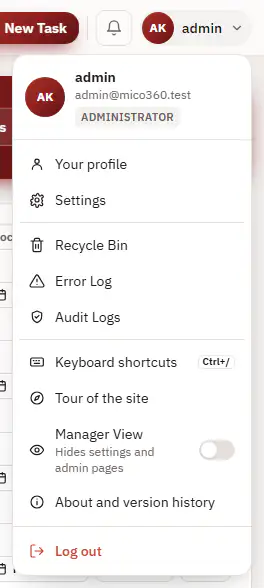 New Task
AK
admin
AK
admin
admin@mico360.test
ADMINISTRATOR
Your profile
Settings
Recycle Bin
Error Log
Audit Logs
Keyboard shortcuts
Ctrl+/
Tour of the site
Manager View
Hides settings and
admin pages
About and version history
Log out